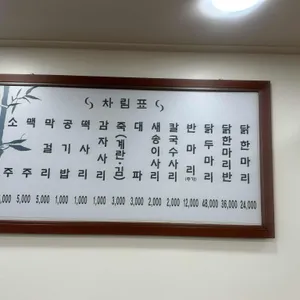 차림표
닭한마리 24,000
닭한마리반 36,000
닭두마리 48,000
반마리(추가) 12,000
칼국수사리 2,000
새송이사리 2,000
대파 3,000
죽(계란·김) 3,000
감자사리 1,000
떡사리 1,000
공기밥 1,000
막걸리 5,000
맥주 5,000
소주